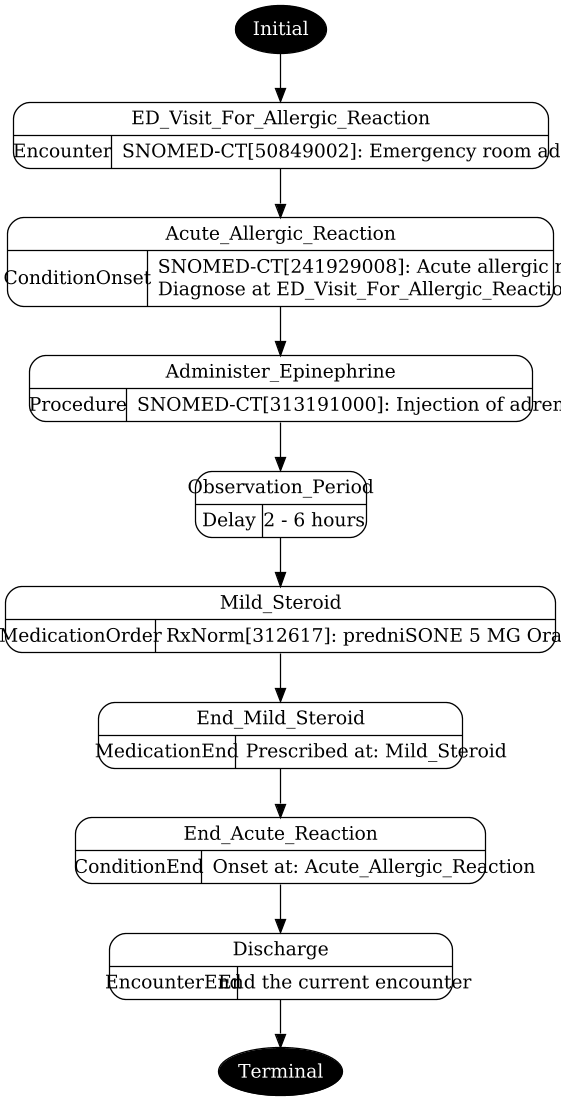 Initial
ED_Visit_For_Allergic_Reaction
Encounter SNOMED-CT[50849002]: Emergency room ad
Acute_Allergic_Reaction
ConditionOnset
SNOMED-CT[241929008]: Acute allergic
Diagnose at ED_Visit_For_Allergic_Reactio
Administer_Epinephrine
Procedure SNOMED-CT[313191000]: Injection of adren
Observation_Period
Delay 2 - 6 hours
Mild_Steroid
MedicationOrder RxNorm[312617]: predniSONE 5 MG Ora
End_Mild_Steroid
MedicationEnd Prescribed at: Mild_Steroid
End_Acute_Reaction
ConditionEnd Onset at: Acute_Allergic_Reaction
Discharge
EncounterEnd End the current encounter
Terminal